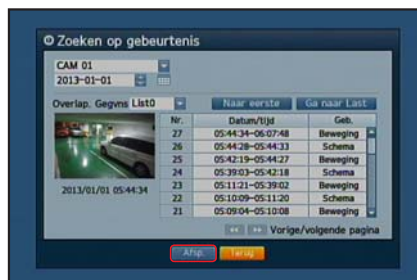 Zoeken op gebeurtenis
CAM 01
2013-01-01
Overlap. Gegvns List0 Naar eerste Ga naar Last
Nr. Datum/tijd Geb.
27 05:44:34~06:07:48 Beweging
26 05:44:28~05:44:33 Schema
25 05:42:19~05:44:27 Beweging
24 05:39:03~05:42:18 Schema
23 05:11:21~05:39:02 Beweging
22 05:10:09~05:11:20 Schema
21 05:09:04~05:10:08 Beweging
2013/01/01 05:44:34
Vorige/volgende pagina
Afsp. Terug